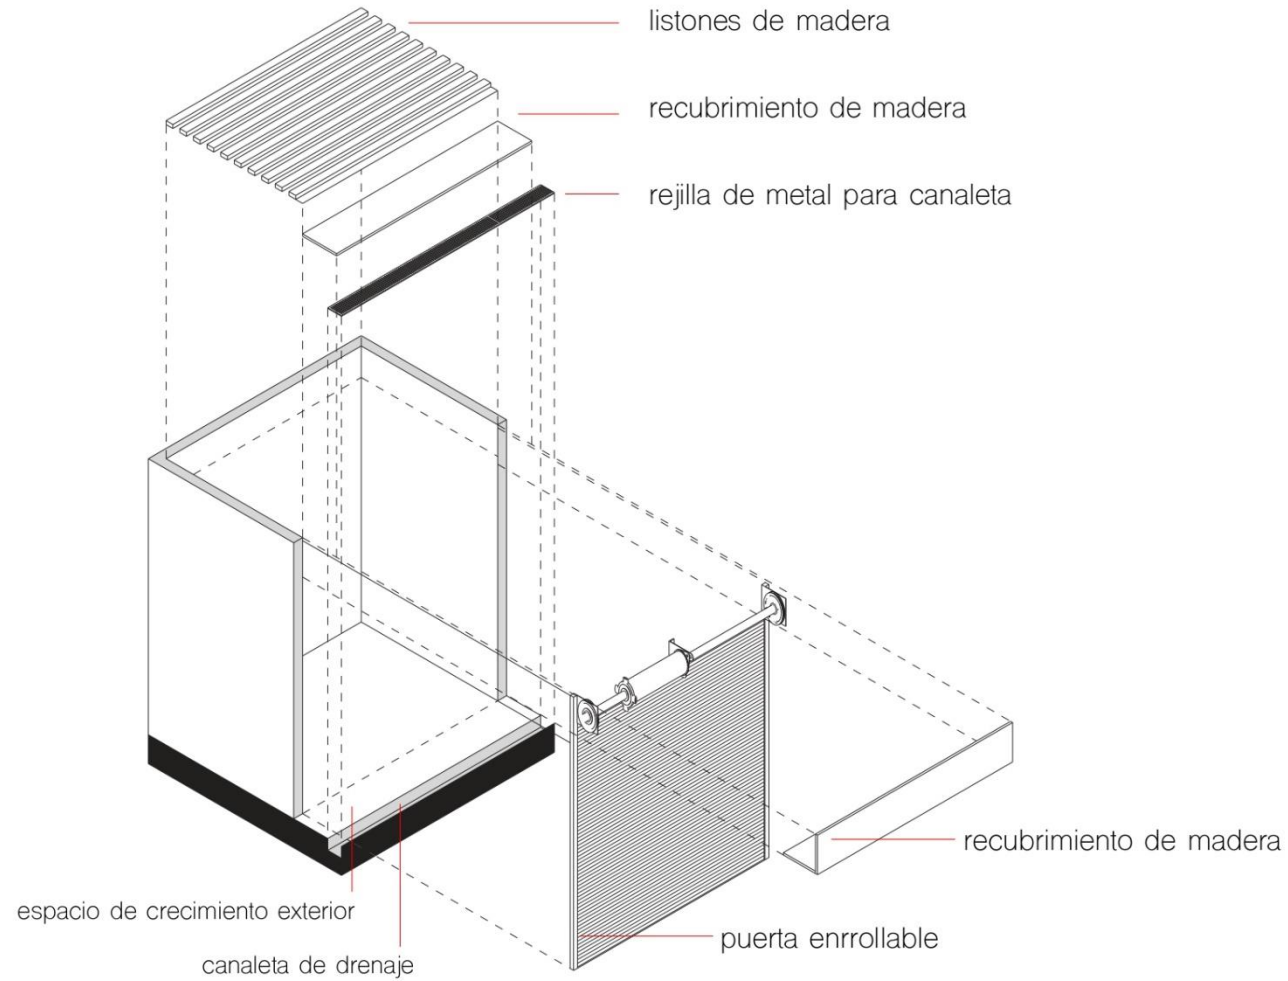 listones de madera
recubrimiento de madera
rejilla de metal para canaleta
recubrimiento de madera
espacio de crecimiento exterior
puerta enrrollable
canaleta de drenaje